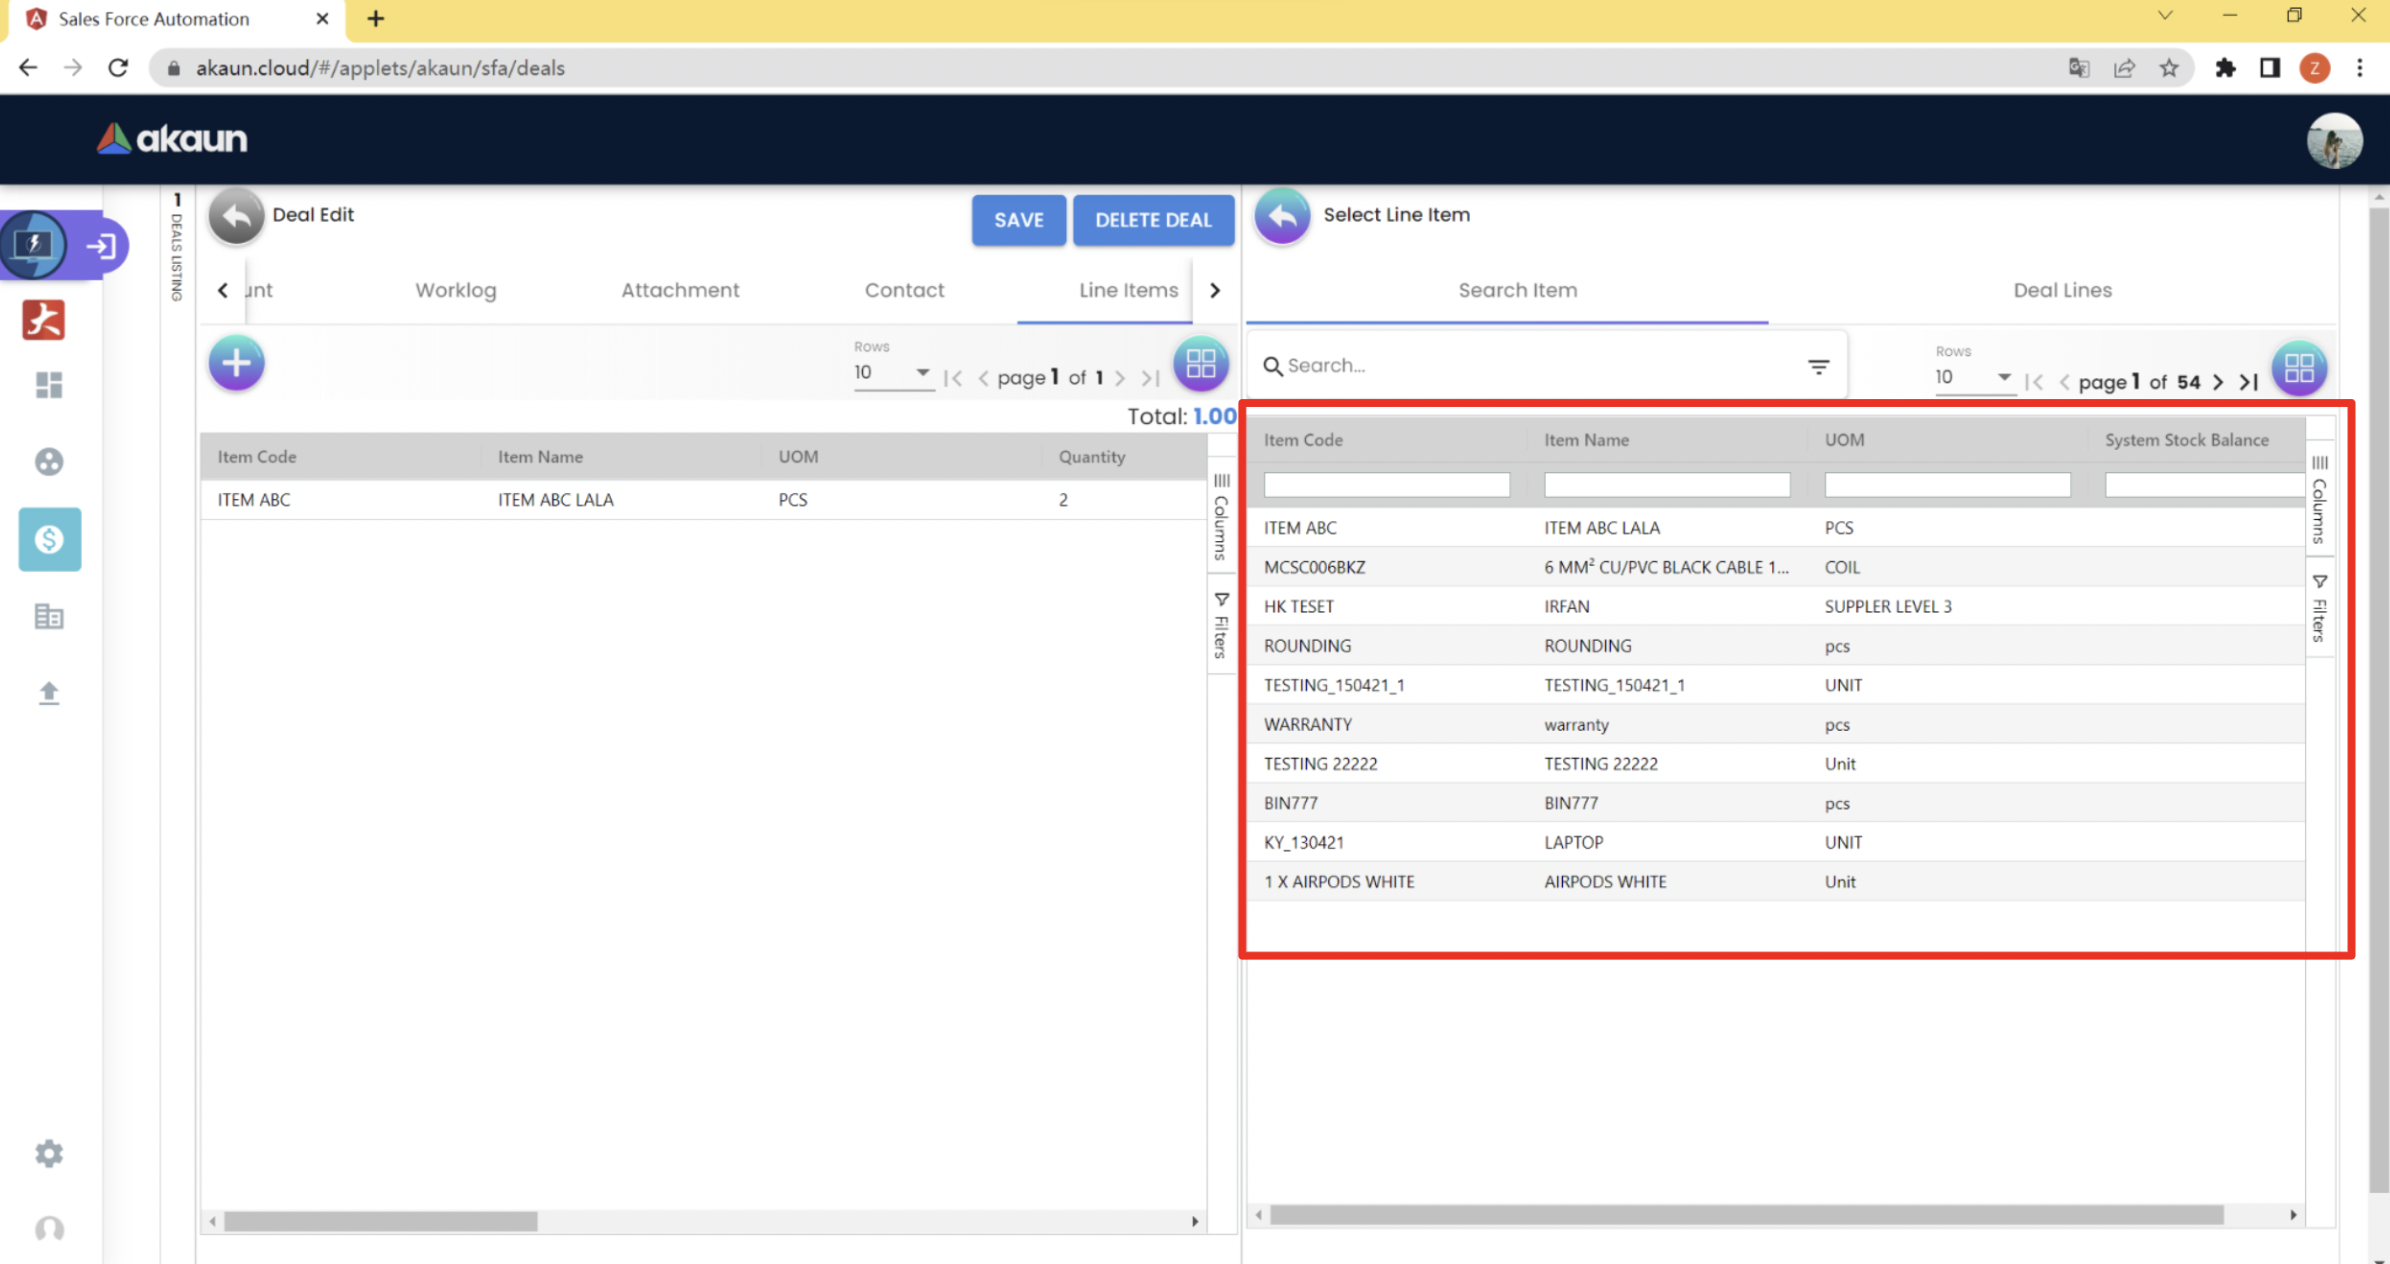 Sales Force Automation
akaun.cloud/#/applets/akaun/sfa/deals
Z
akaun
1
DEALS LISTING
Deal Edit
SAVE
DELETE DEAL
unt
Worklog
Attachment
Contact
Line Items
Rows
10
page 1 of 1
Total: 1.00
Item Code
Item Name
UOM
Quantity
ITEM ABC
ITEM ABC LALA
PCS
2
Columns
Filters
Select Line Item
Search Item
Deal Lines
Search...
Rows
10
page 1 of 54
Item Code
Item Name
UOM
System Stock Balance
ITEM ABC
ITEM ABC LALA
PCS
MCSC006BKZ
6 MM² CU/PVC BLACK CABLE 1...
COIL
HK TESET
IRFAN
SUPPLER LEVEL 3
ROUNDING
ROUNDING
pcs
TESTING_150421_1
TESTING_150421_1
UNIT
WARRANTY
warranty
pcs
TESTING 22222
TESTING 22222
Unit
BIN777
BIN777
pcs
KY_130421
LAPTOP
UNIT
1 X AIRPODS WHITE
AIRPODS WHITE
Unit
Columns
Filters